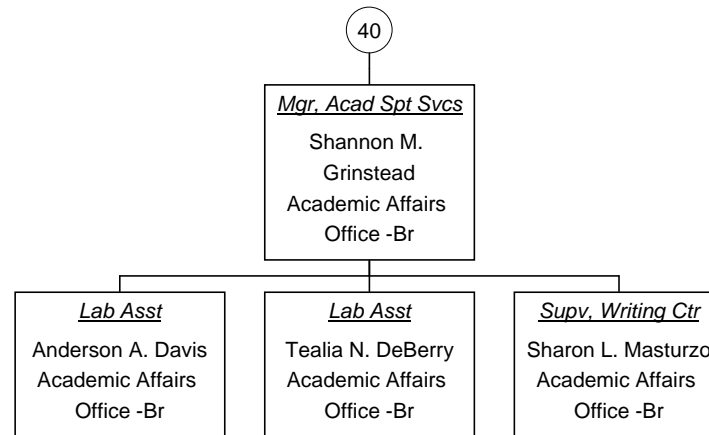 40
Mgr, Acad Spt Svcs
Shannon M.
Grinstead
Academic Affairs
Office -Br
Lab Asst
Anderson A. Davis
Academic Affairs
Office -Br
Lab Asst
Tealia N. DeBerry
Academic Affairs
Office -Br
Supv, Writing Ctr
Sharon L. Masturzo
Academic Affairs
Office -Br